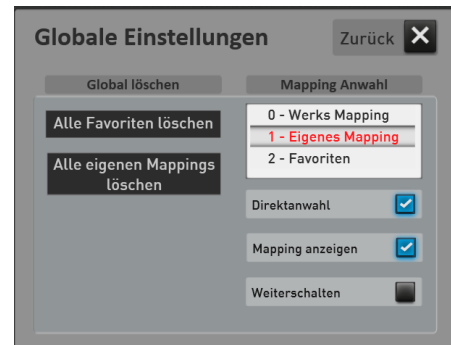 Globale Einstellungen
Zurück
Global löschen
Mapping Anwahl
Alle Favoriten löschen
Alle eigenen Mappings
löschen
0 - Werks Mapping
1 - Eigenes Mapping
2 - Favoriten
Direktanwahl
Mapping anzeigen
Weiterschalten